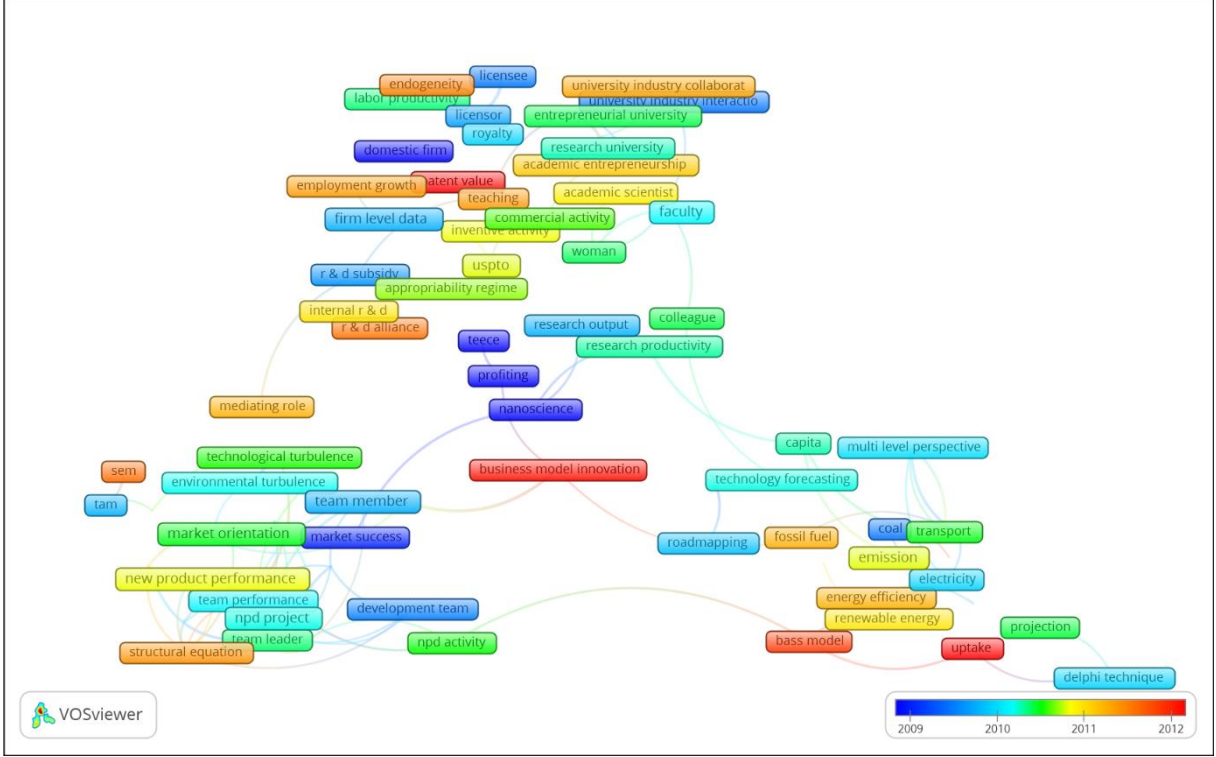 licensee
endogeneity
university industry collaborat
labor productivity
university industry interactio
licensor
entrepreneurial university
royalty
domestic firm
research university
academic entrepreneurship
employment growth
patent value
teaching
academic scientist
firm level data
commercial activity
faculty
inventive activity
woman
uspto
r & d subsidy
appropriability regime
internal r & d
r & d alliance
research output
colleague
teece
research productivity
profiting
mediating role
nanoscience
technological turbulence
capita
multi level perspective
sem
business model innovation
environmental turbulence
technology forecasting
tam
team member
market orientation
market success
roadmapping
fossil fuel
coal
transport
emission
new product performance
electricity
team performance
development team
energy efficiency
npd project
renewable energy
projection
team leader
npd activity
bass model
uptake
structural equation
delphi technique
VOSviewer
2009 2010 2011 2012